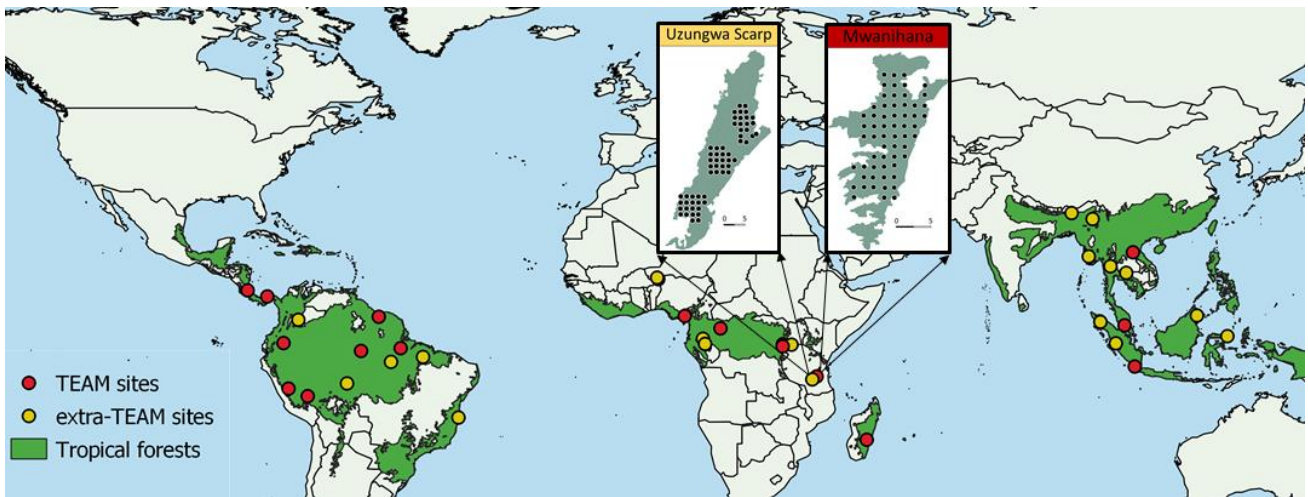 Uzungwa Scarp
Mwanihana
0 5
0 5
TEAM sites
extra-TEAM sites
Tropical forests